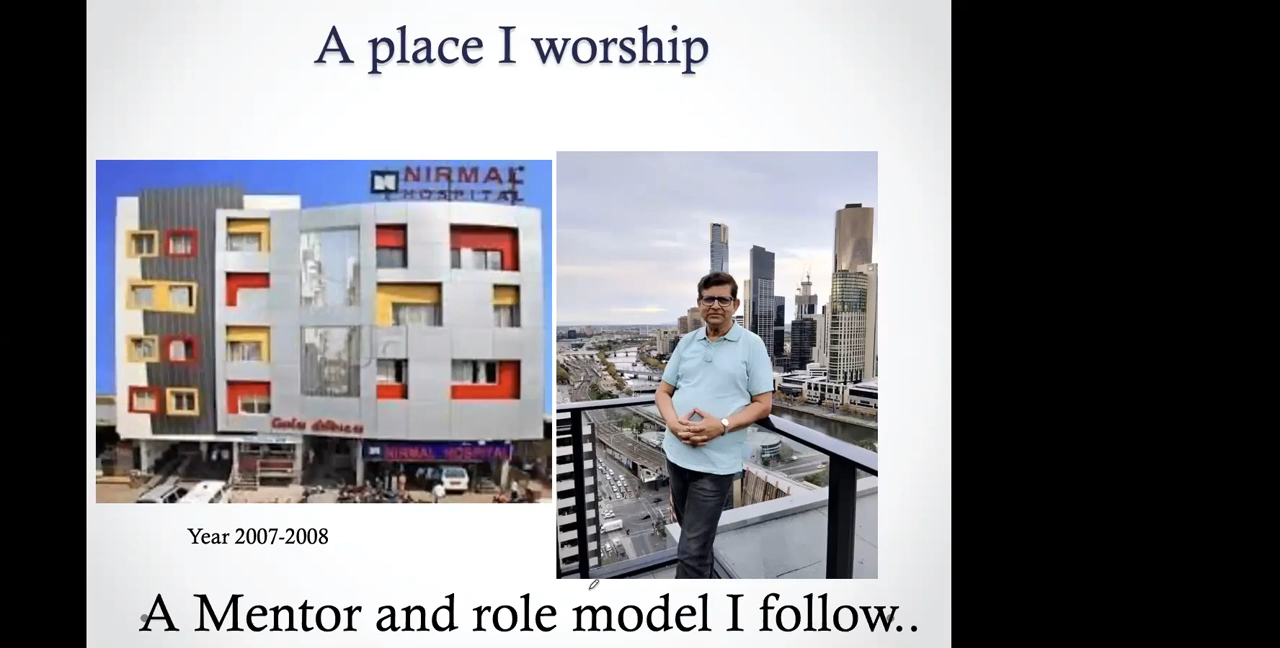 A place I worship
N NIRMAL
HOSPITAL
NIRMAL HOSPITAL
Year 2007-2008
A Mentor and role model I follow..